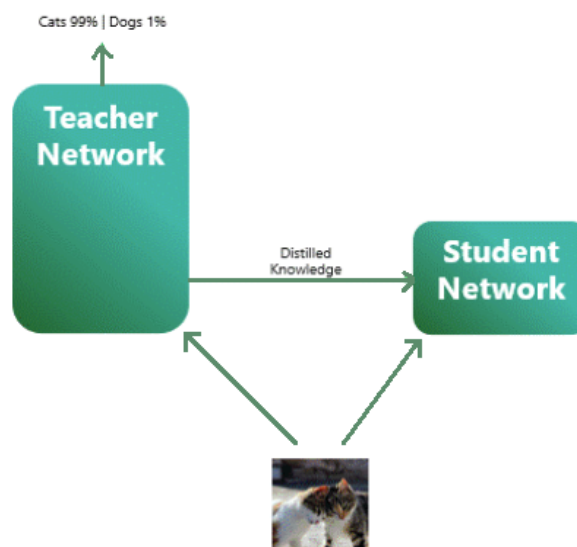 Cats 99% | Dogs 1%
Teacher
Network
Distilled
Knowledge
Student
Network